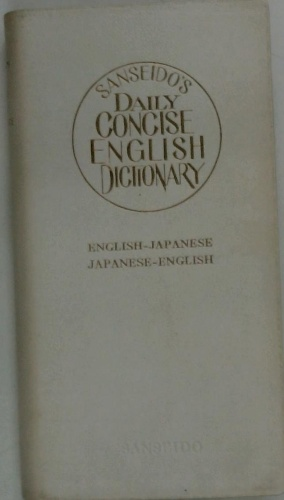 SANSEIDO'S
DAILY
CONCISE
ENGLISH
DICTIONARY
ENGLISH-JAPANESE
JAPANESE-ENGLISH
SANSEIDO